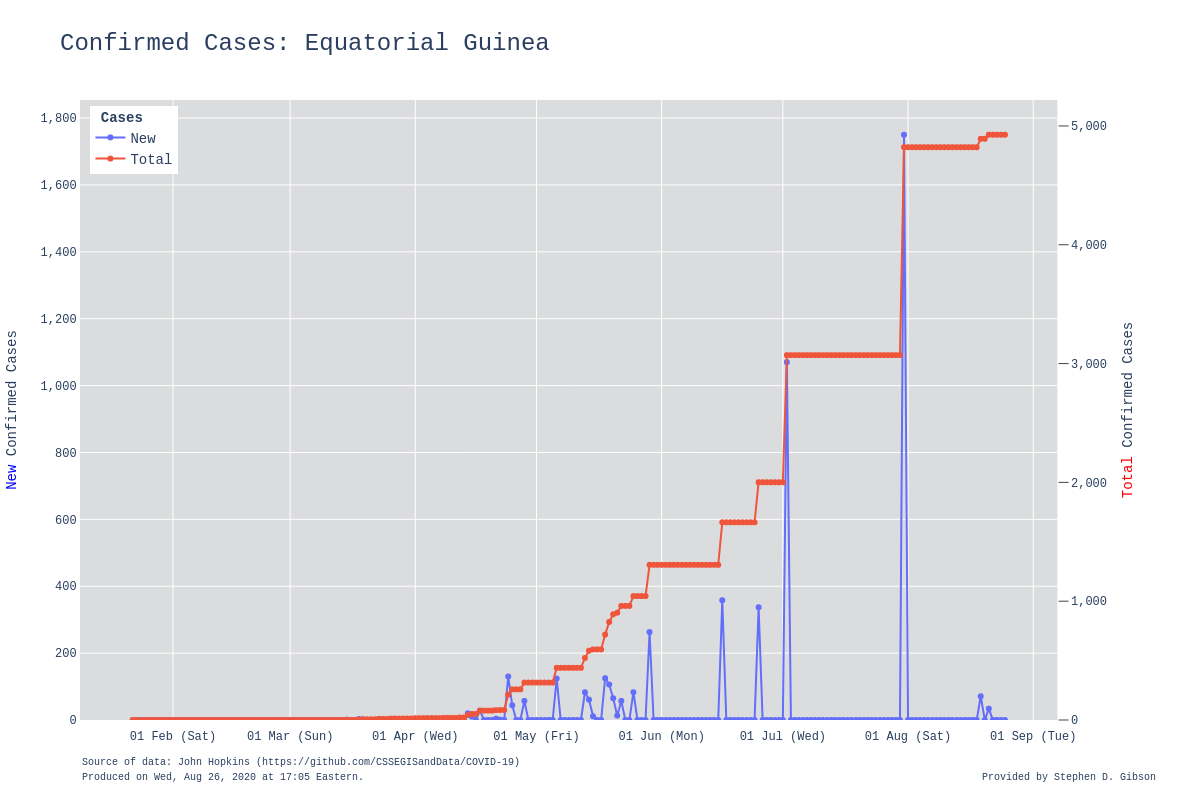 Confirmed Cases: Equatorial Guinea
Cases
New
Total
1,800
1,600
1,400
1,200
1,000
800
600
400
200
0
5,000
4,000
3,000
2,000
1,000
0
New Confirmed Cases
Total Confirmed Cases
01 Feb (Sat)
01 Mar (Sun)
01 Apr (Wed)
01 May (Fri)
01 Jun (Mon)
01 Jul (Wed)
01 Aug (Sat)
01 Sep (Tue)
Source of data: John Hopkins (https://github.com/CSSEGISandData/COVID-19)
Produced on Wed, Aug 26, 2020 at 17:05 Eastern.
Provided by Stephen D. Gibson